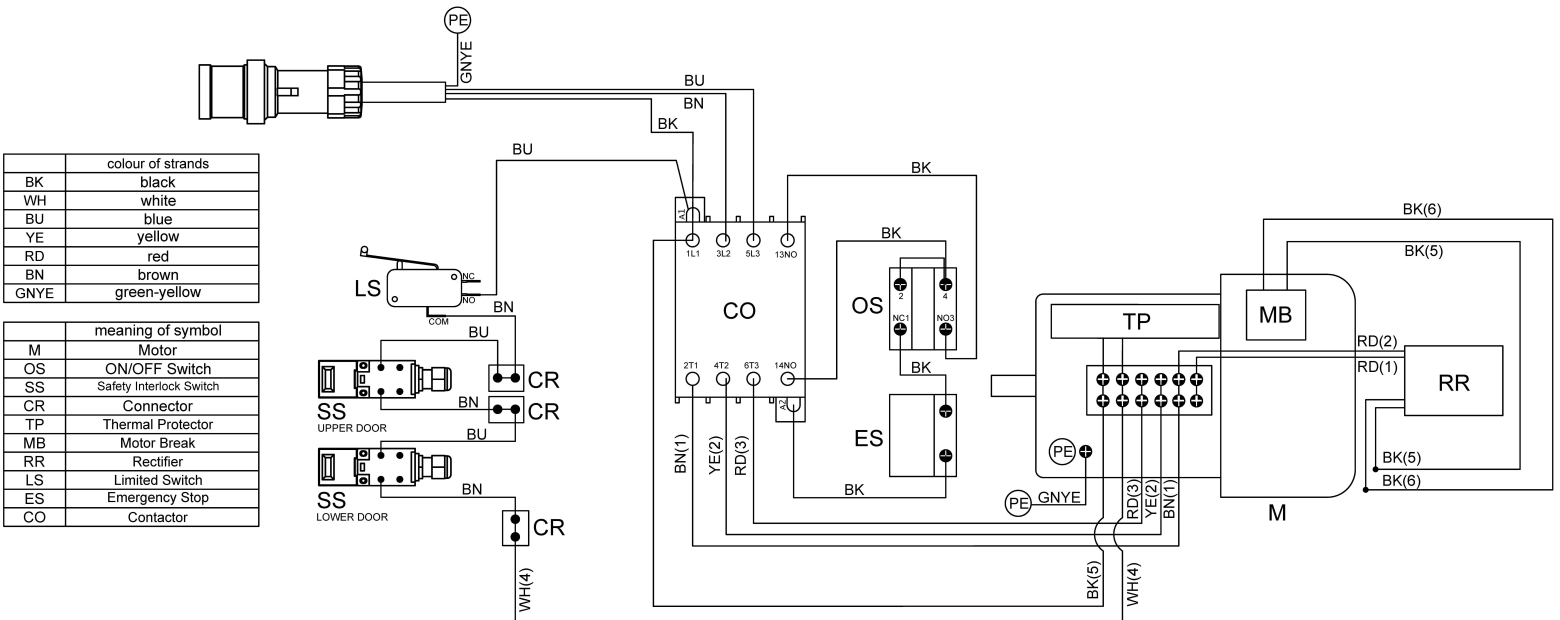 PE
GNYE
BU
BN
BK
colour of strands
BK black
WH white
BU blue
YE yellow
RD red
BN brown
GNYE green-yellow
meaning of symbol
M Motor
OS ON/OFF Switch
SS Safety Interlock Switch
CR Connector
TP Thermal Protector
MB Motor Break
RR Rectifier
LS Limited Switch
ES Emergency Stop
CO Contactor
BU
LS
NC
NO
COM
BN
BU
CR
SS
UPPER DOOR
BN
CR
BU
SS
LOWER DOOR
BN
CR
WH(4)
A1
1L1 3L2 5L3 13NO
CO
2T1 4T2 6T3 14NO
A2
BN(1)
YE(2)
RD(3)
BK
BK
OS
2 4
NC1 NO3
BK
ES
BK
TP
MB
BK(6)
BK(5)
RD(2)
RD(1)
RR
BK(5)
BK(6)
PE
PE GNYE
RD(3)
YE(2)
BN(1)
M
BK(5)
WH(4)